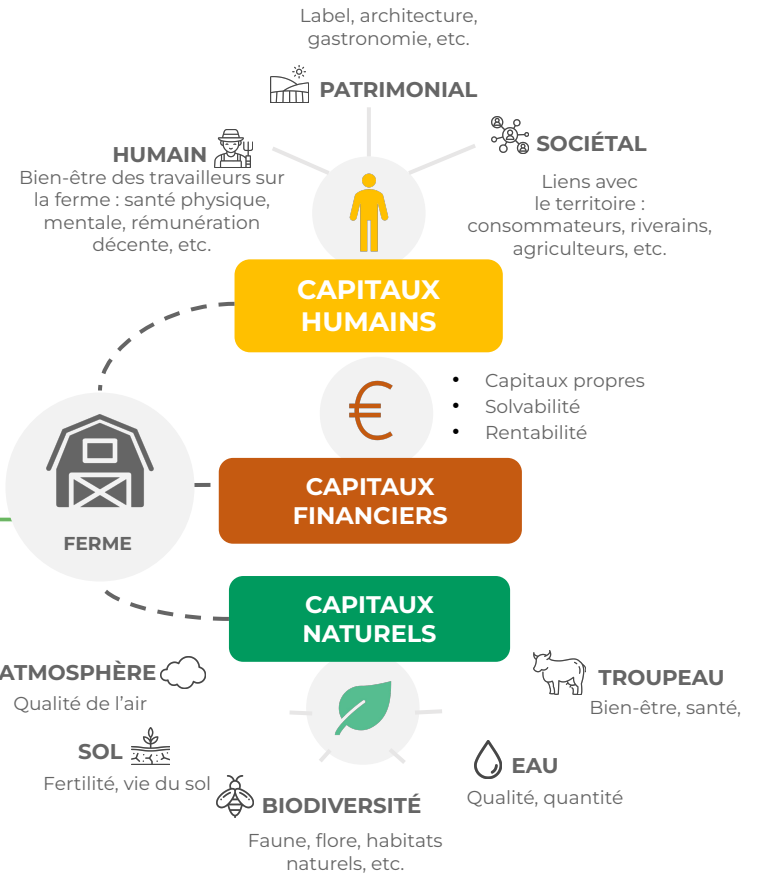 Label, architecture,
gastronomie, etc.
PATRIMONIAL
HUMAIN
Bien-être des travailleurs sur
la ferme : santé physique,
mentale, rémunération
décente, etc.
SOCIÉTAL
Liens avec
le territoire :
consommateurs, riverains,
agriculteurs, etc.
CAPITAUX
HUMAINS
€
• Capitaux propres
• Solvabilité
• Rentabilité
FERME
CAPITAUX
FINANCIERS
CAPITAUX
NATURELS
ATMOSPHÈRE
Qualité de l'air
SOL
Fertilité, vie du sol
BIODIVERSITÉ
Faune, flore, habitats
naturels, etc.
EAU
Qualité, quantité
TROUPEAU
Bien-être, santé,